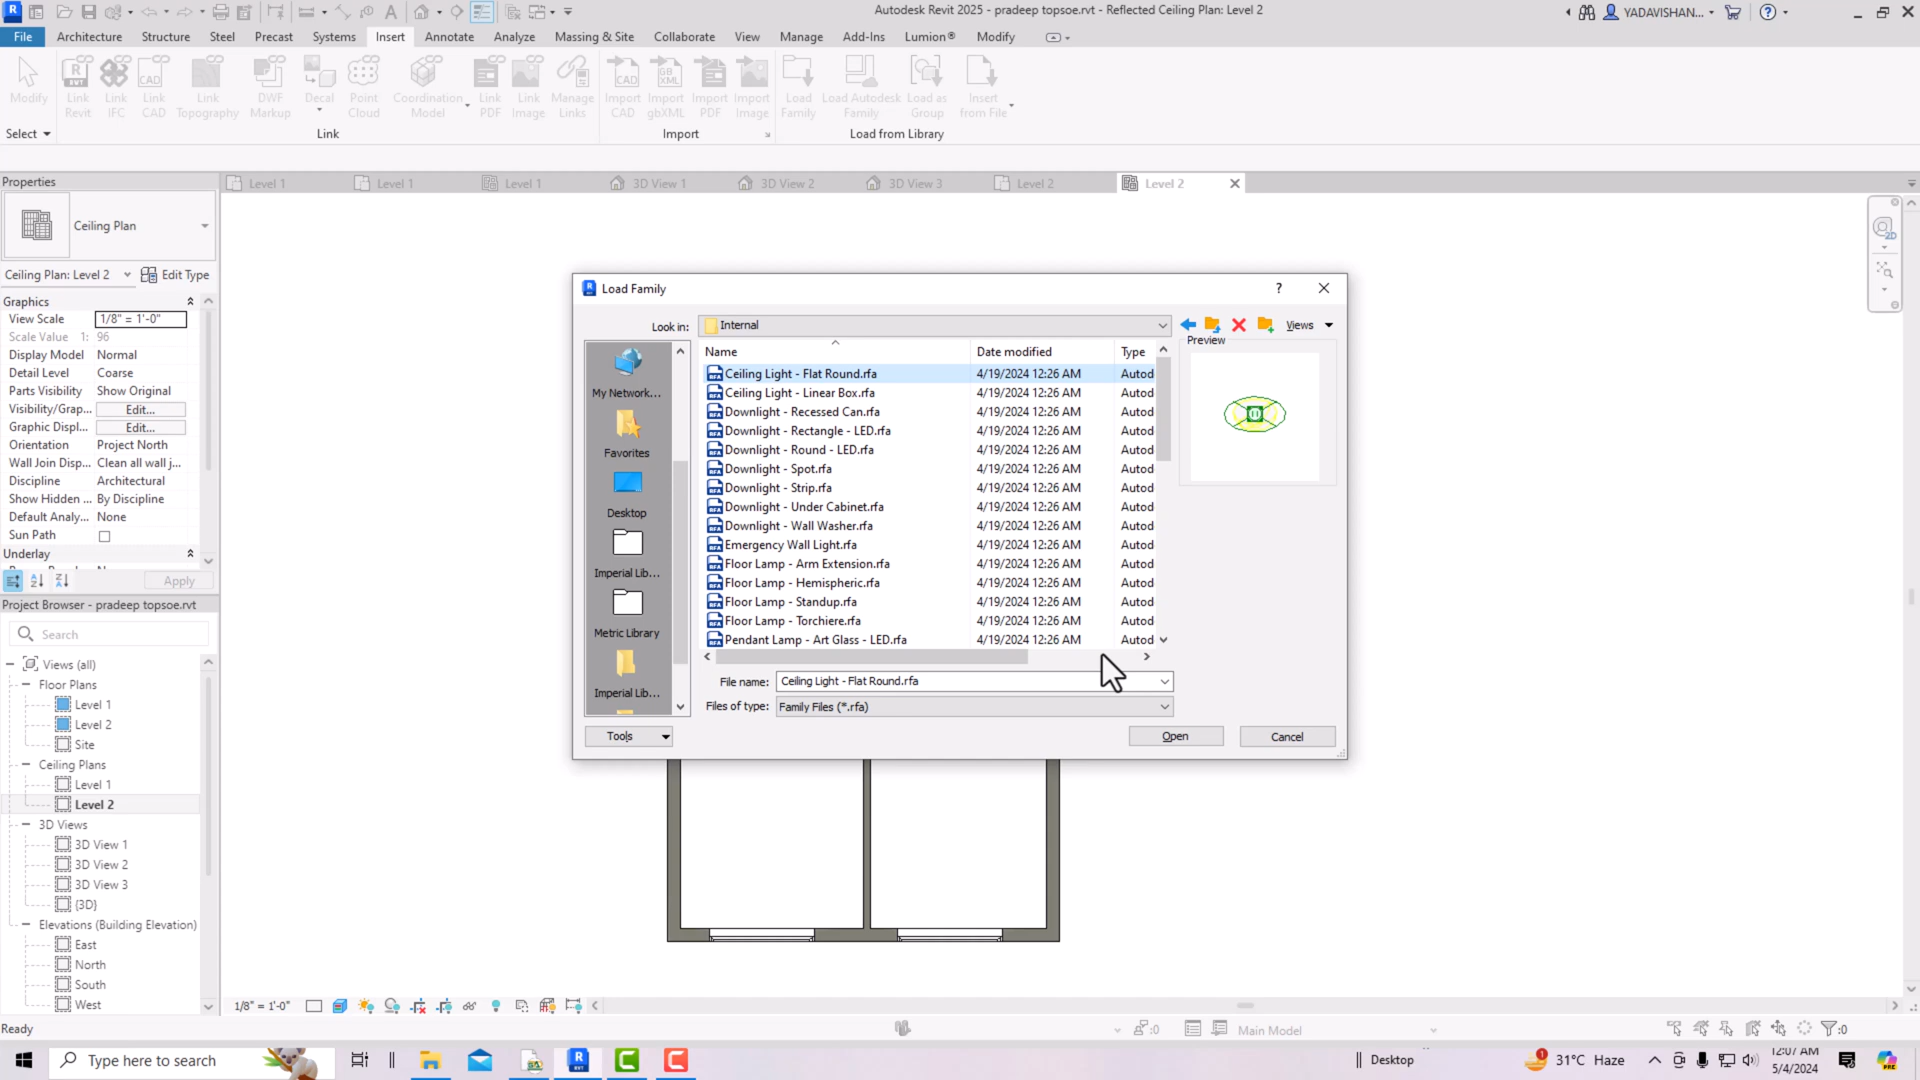 Autodesk Revit 2025 - pradeep topsoe.rvt - Reflected Ceiling Plan: Level 2
YADAVISHAN...
File Architecture Structure Steel Precast Systems Insert Annotate Analyze Massing & Site Collaborate View Manage Add-Ins Lumion® Modify
Modify
Link Revit
Link IFC
Link CAD
Link Topography
DWF Markup
Decal
Point Cloud
Coordination Model
Link PDF
Link Image
Manage Links
Import CAD
Import gbXML
Import PDF
Import Image
Load Family
Load Autodesk Family
Load as Group
Insert from File
Select Link Import Load from Library
Properties
Level 1 Level 1 Level 1 3D View 1 3D View 2 3D View 3 Level 2 Level 2
Ceiling Plan
Ceiling Plan: Level 2 Edit Type
Graphics
View Scale 1/8" = 1'-0"
Scale Value 1: 96
Display Model Normal
Detail Level Coarse
Parts Visibility Show Original
Visibility/Grap... Edit...
Graphic Displ... Edit...
Orientation Project North
Wall Join Disp... Clean all wall j...
Discipline Architectural
Show Hidden ... By Discipline
Default Analy... None
Sun Path
Underlay
Apply
Project Browser - pradeep topsoe.rvt
Search
Views (all)
Floor Plans
Level 1
Level 2
Site
Ceiling Plans
Level 1
Level 2
3D Views
3D View 1
3D View 2
3D View 3
{3D}
Elevations (Building Elevation)
East
North
South
West
Load Family
Look in: Internal Views
Preview
My Network...
Favorites
Desktop
Imperial Lib...
Metric Library
Imperial Lib...
Name Date modified Type
Ceiling Light - Flat Round.rfa 4/19/2024 12:26 AM Autod
Ceiling Light - Linear Box.rfa 4/19/2024 12:26 AM Autod
Downlight - Recessed Can.rfa 4/19/2024 12:26 AM Autod
Downlight - Rectangle - LED.rfa 4/19/2024 12:26 AM Autod
Downlight - Round - LED.rfa 4/19/2024 12:26 AM Autod
Downlight - Spot.rfa 4/19/2024 12:26 AM Autod
Downlight - Strip.rfa 4/19/2024 12:26 AM Autod
Downlight - Under Cabinet.rfa 4/19/2024 12:26 AM Autod
Downlight - Wall Washer.rfa 4/19/2024 12:26 AM Autod
Emergency Wall Light.rfa 4/19/2024 12:26 AM Autod
Floor Lamp - Arm Extension.rfa 4/19/2024 12:26 AM Autod
Floor Lamp - Hemispheric.rfa 4/19/2024 12:26 AM Autod
Floor Lamp - Standup.rfa 4/19/2024 12:26 AM Autod
Floor Lamp - Torchiere.rfa 4/19/2024 12:26 AM Autod
Pendant Lamp - Art Glass - LED.rfa 4/19/2024 12:26 AM Autod
File name: Ceiling Light - Flat Round.rfa
Files of type: Family Files (*.rfa)
Tools Open Cancel
1/8" = 1'-0"
Ready :0 Main Model :0
Type here to search
Desktop
31°C Haze
12:07 AM
5/4/2024